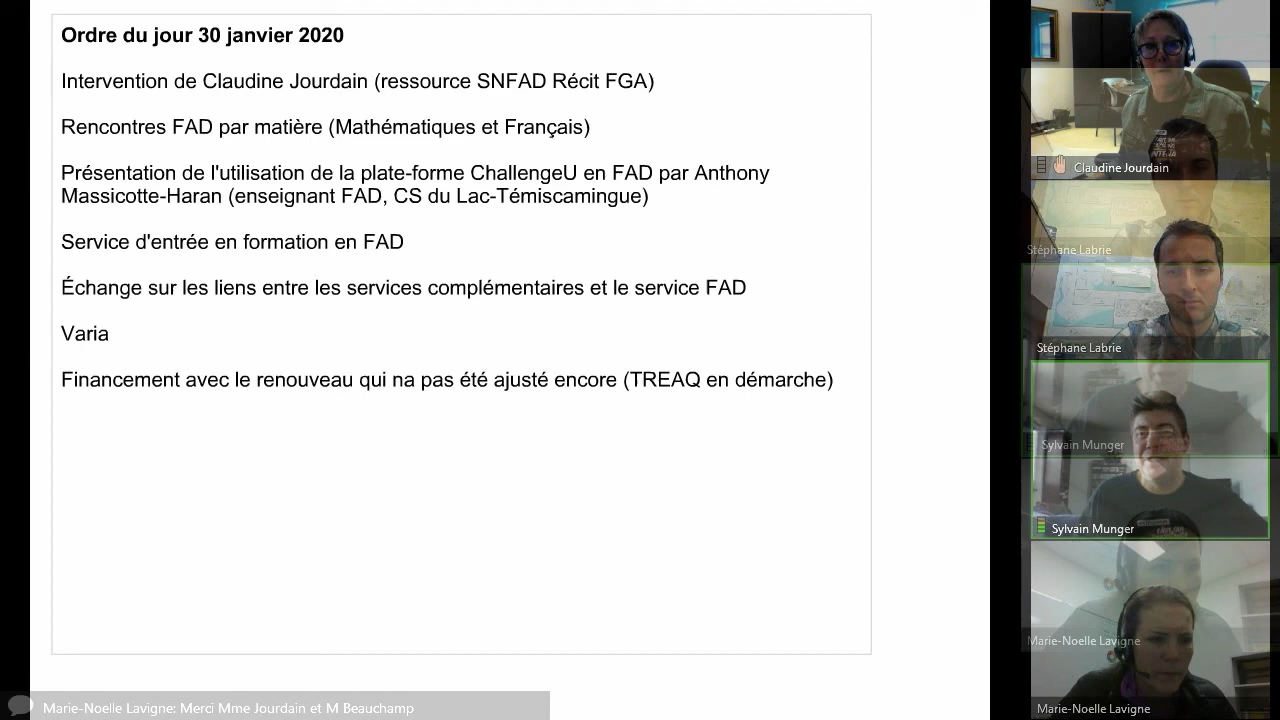 Ordre du jour 30 janvier 2020
Intervention de Claudine Jourdain (ressource SNFAD Récit FGA)
Rencontres FAD par matière (Mathématiques et Français)
Présentation de l'utilisation de la plate-forme ChallengeU en FAD par Anthony
Massicotte-Haran (enseignant FAD, CS du Lac-Témiscamingue)
Service d'entrée en formation en FAD
Échange sur les liens entre les services complémentaires et le service FAD
Varia
Financement avec le renouveau qui na pas été ajusté encore (TREAQ en démarche)
Claudine Jourdain
Stéphane Labrie
Stéphane Labrie
Sylvain Munger
Sylvain Munger
Marie-Noelle Lavigne
Marie-Noelle Lavigne
Marie-Noelle Lavigne: Merci Mme Jourdain et M Beauchamp